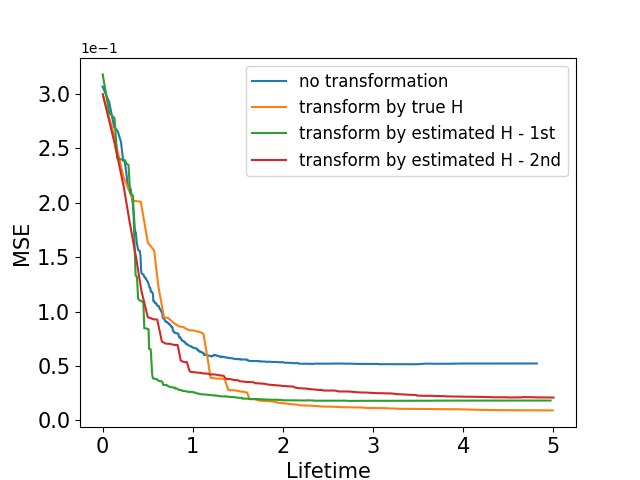 1e−1
3.0
2.5
2.0
1.5
1.0
0.5
0.0
MSE
no transformation
transform by true H
transform by estimated H - 1st
transform by estimated H - 2nd
0 1 2 3 4 5
Lifetime